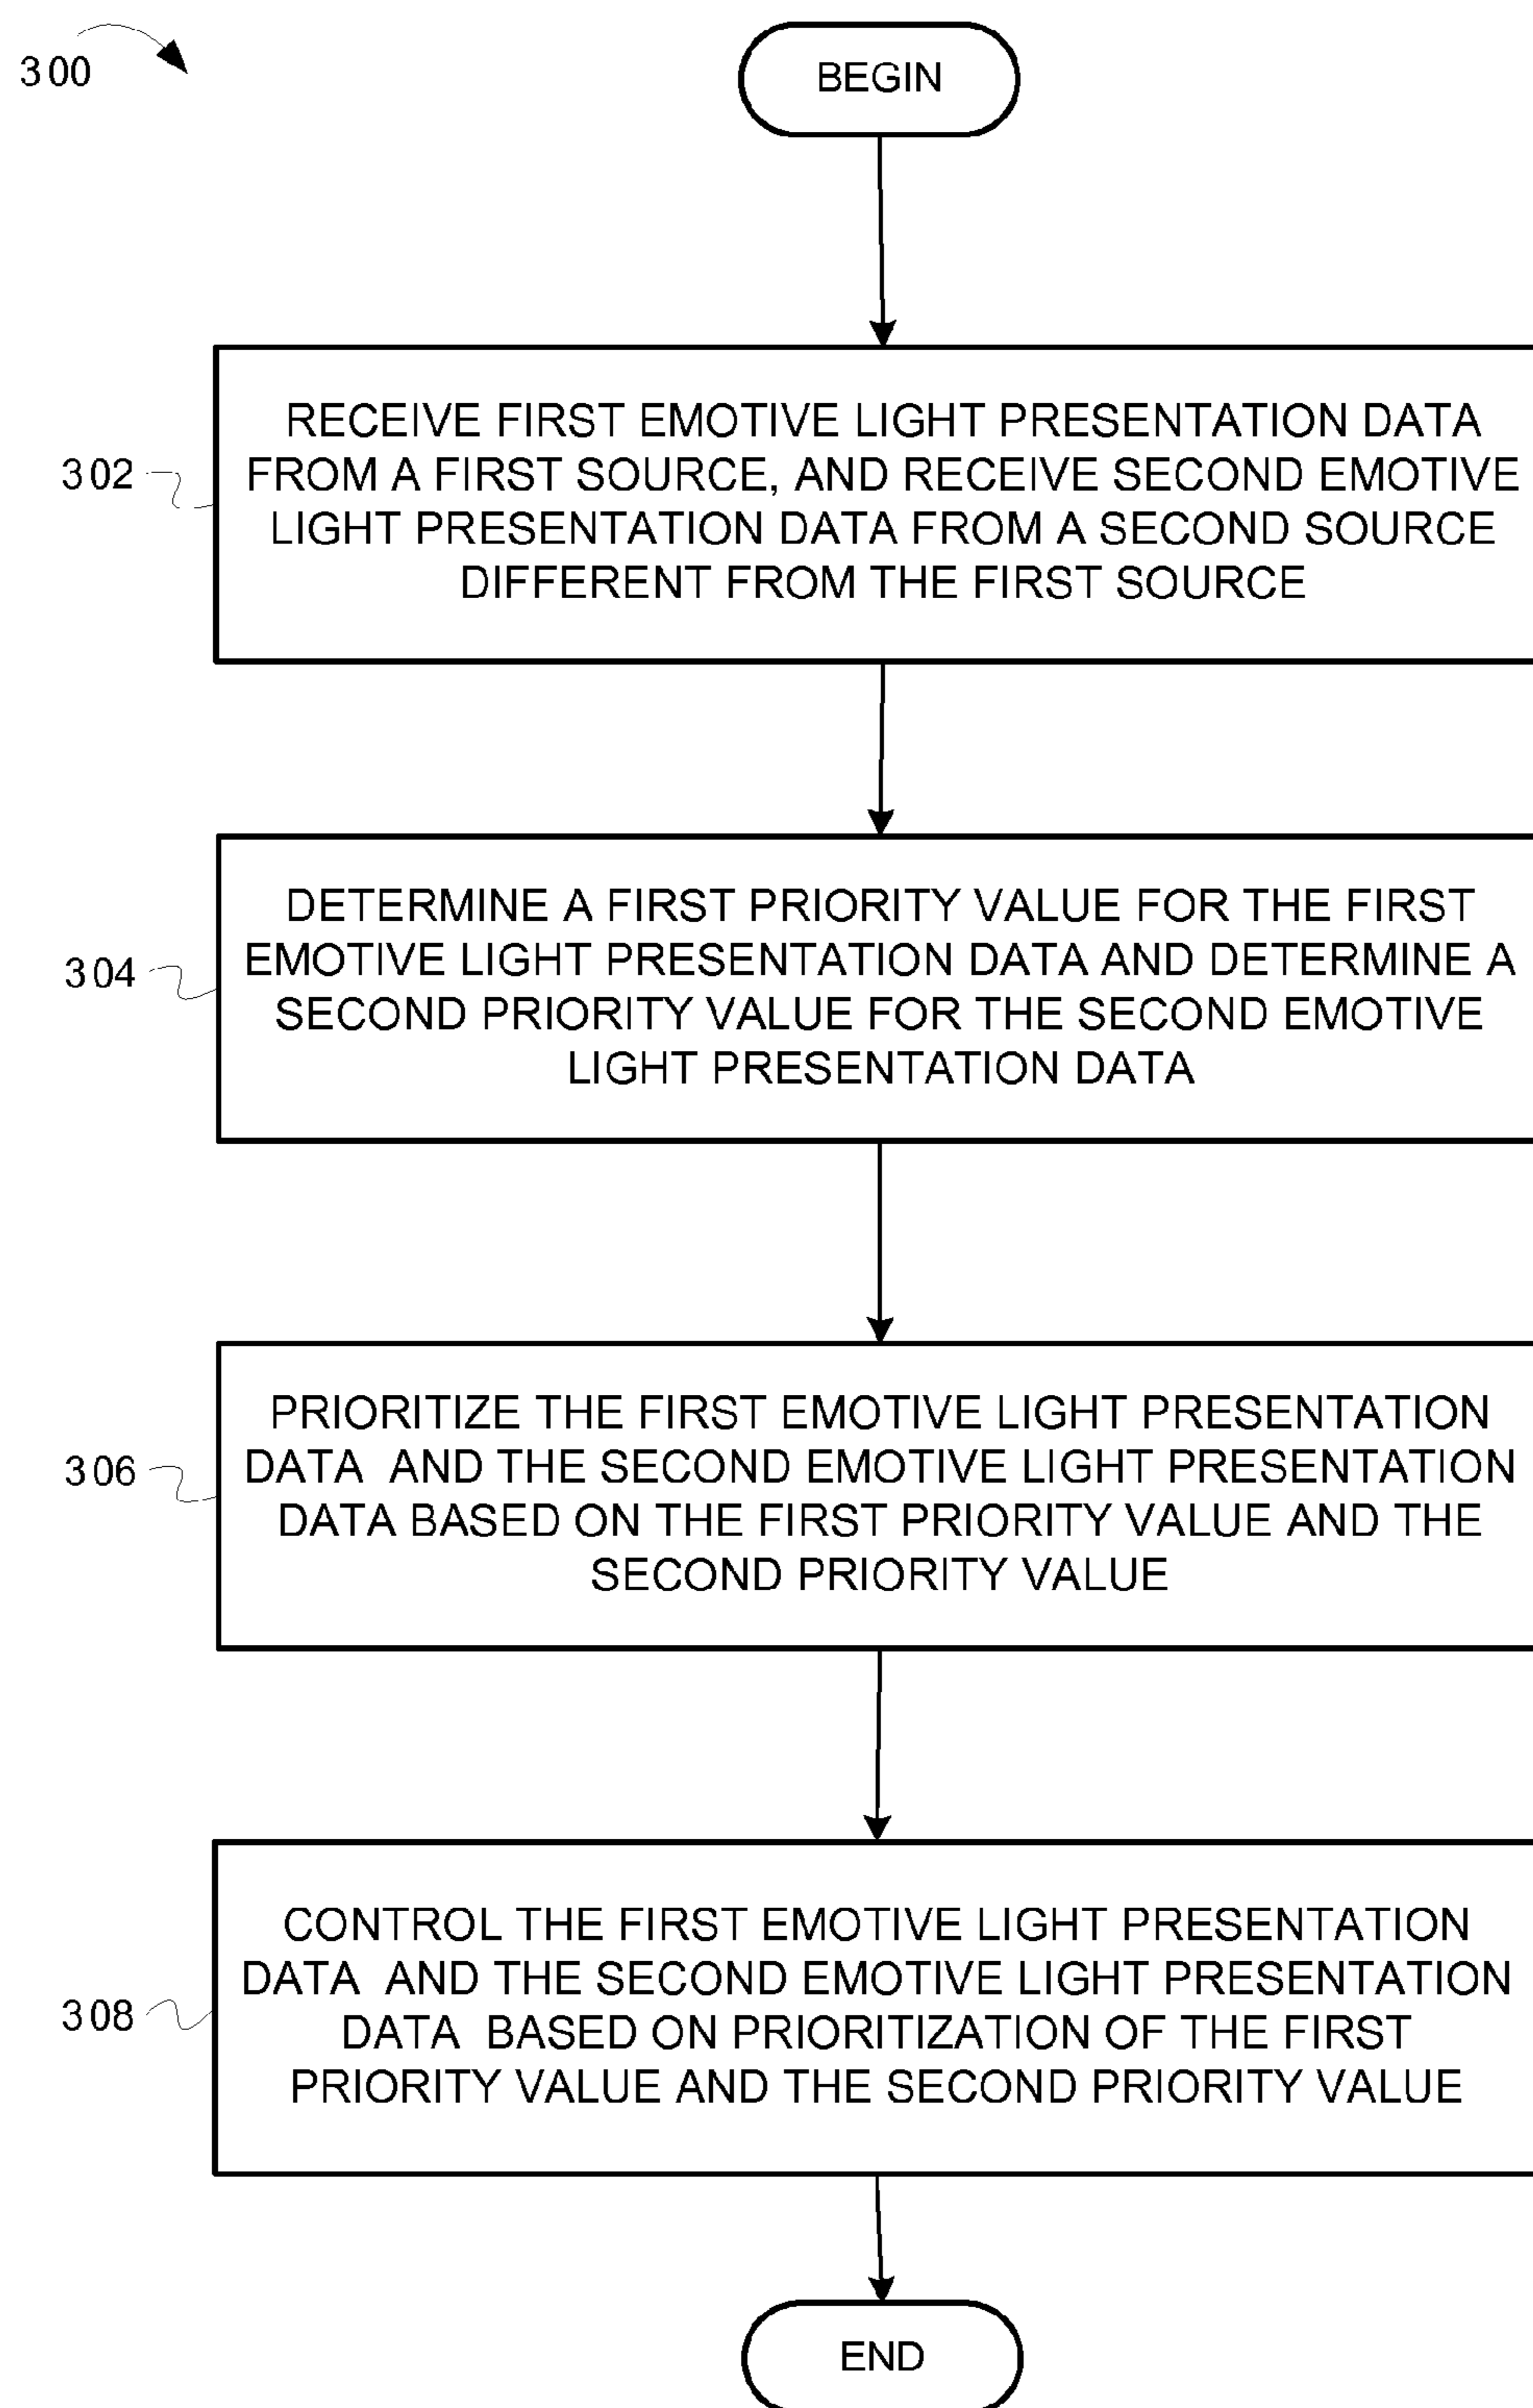 300
BEGIN
RECEIVE FIRST EMOTIVE LIGHT PRESENTATION DATA
FROM A FIRST SOURCE, AND RECEIVE SECOND EMOTIVE
LIGHT PRESENTATION DATA FROM A SECOND SOURCE
DIFFERENT FROM THE FIRST SOURCE
302
DETERMINE A FIRST PRIORITY VALUE FOR THE FIRST
EMOTIVE LIGHT PRESENTATION DATA AND DETERMINE A
SECOND PRIORITY VALUE FOR THE SECOND EMOTIVE
LIGHT PRESENTATION DATA
304
PRIORITIZE THE FIRST EMOTIVE LIGHT PRESENTATION
DATA AND THE SECOND EMOTIVE LIGHT PRESENTATION
DATA BASED ON THE FIRST PRIORITY VALUE AND THE
SECOND PRIORITY VALUE
306
CONTROL THE FIRST EMOTIVE LIGHT PRESENTATION
DATA AND THE SECOND EMOTIVE LIGHT PRESENTATION
DATA BASED ON PRIORITIZATION OF THE FIRST
PRIORITY VALUE AND THE SECOND PRIORITY VALUE
308
END